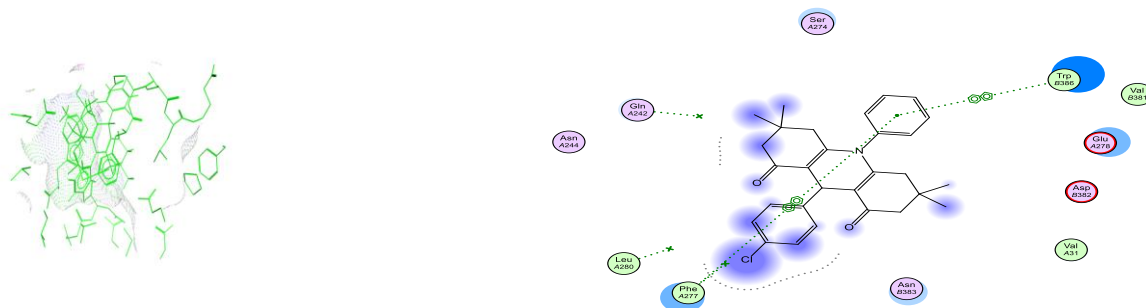 Ser
A274
Trp
B386
Val
B381
Gln
A242
Asn
A244
Glu
A278
N
Asp
B382
O
O
Val
A31
Cl
Leu
A280
Phe
A277
Asn
B383